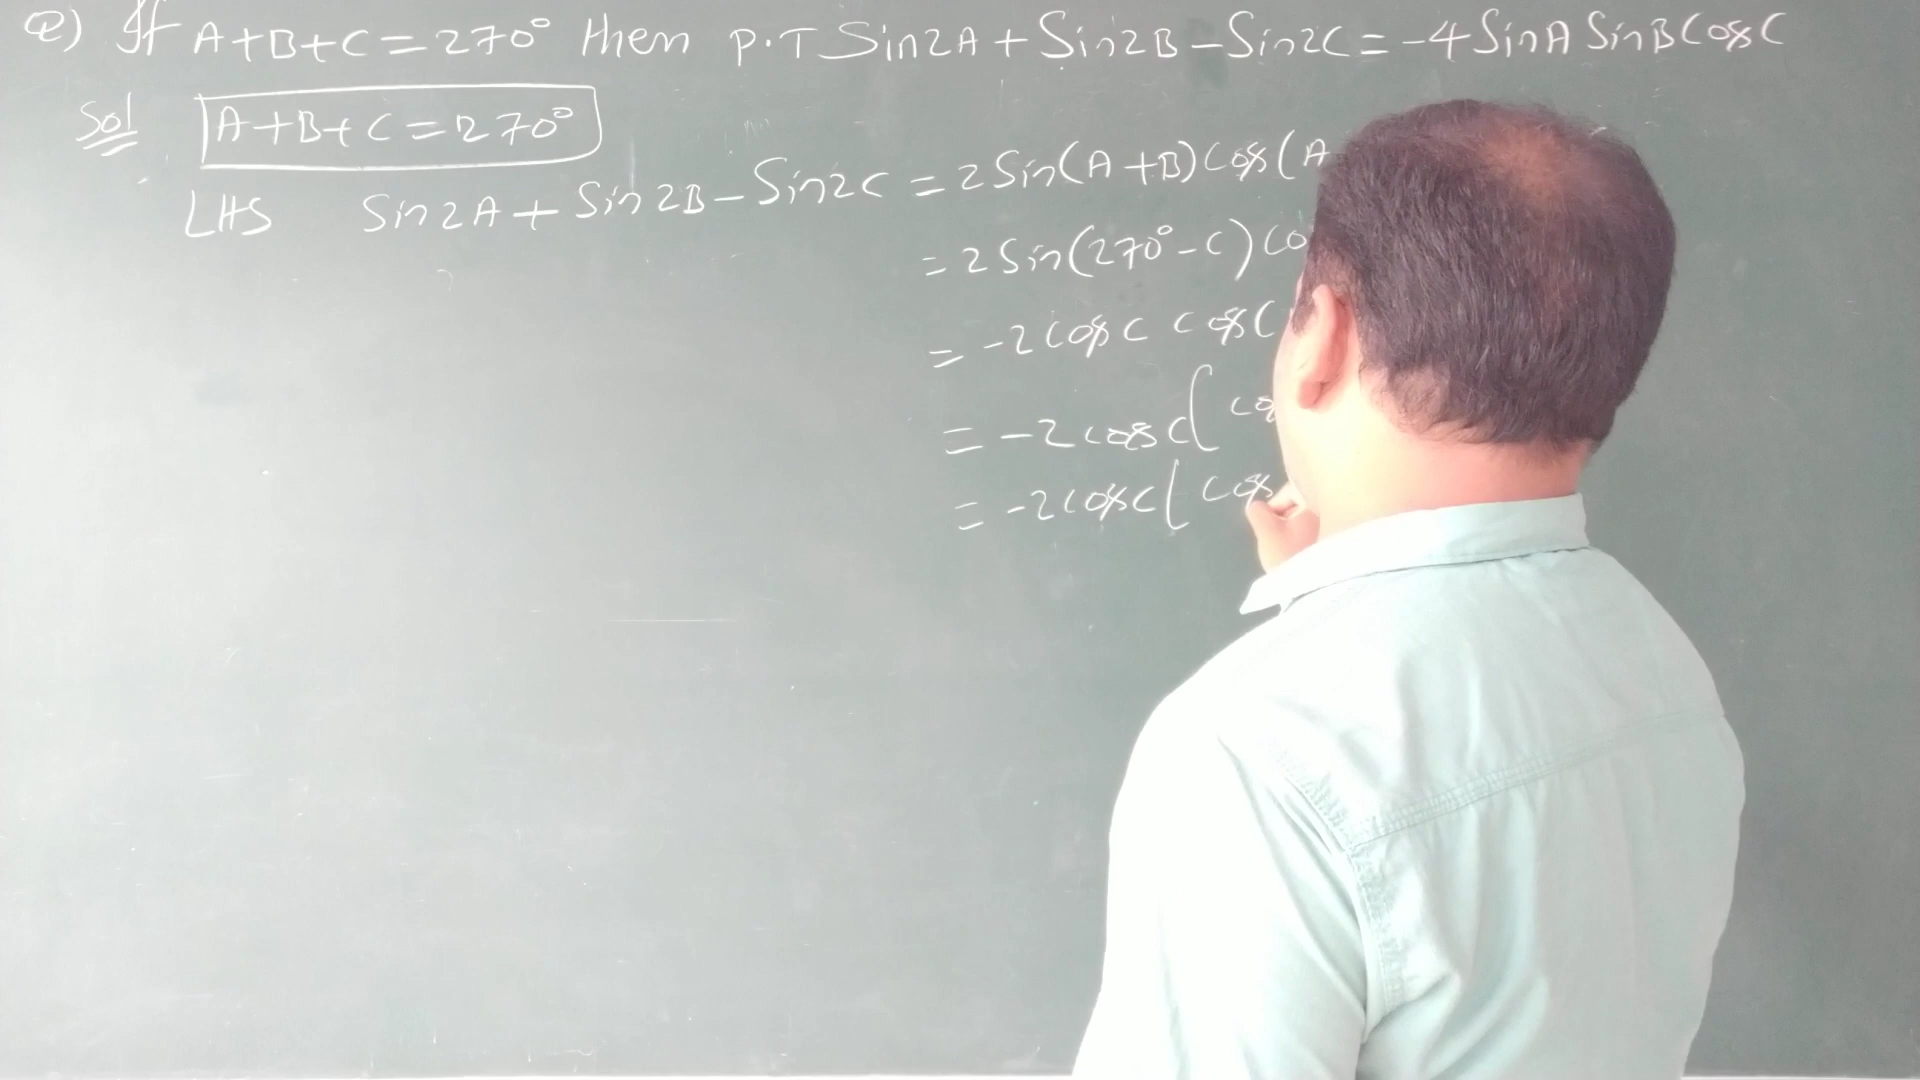 Q) If A+B+C=270° then P.T Sin2A+Sin2B-Sin2C=-4SinA SinB CosC
Sol A+B+C=270°
LHS Sin2A+Sin2B-Sin2C=2Sin(A+B)Cos(A
=2Sin(270°-C)Co
=-2CosC Cos(
=-2CosC[Co
=-2CosC[Cos